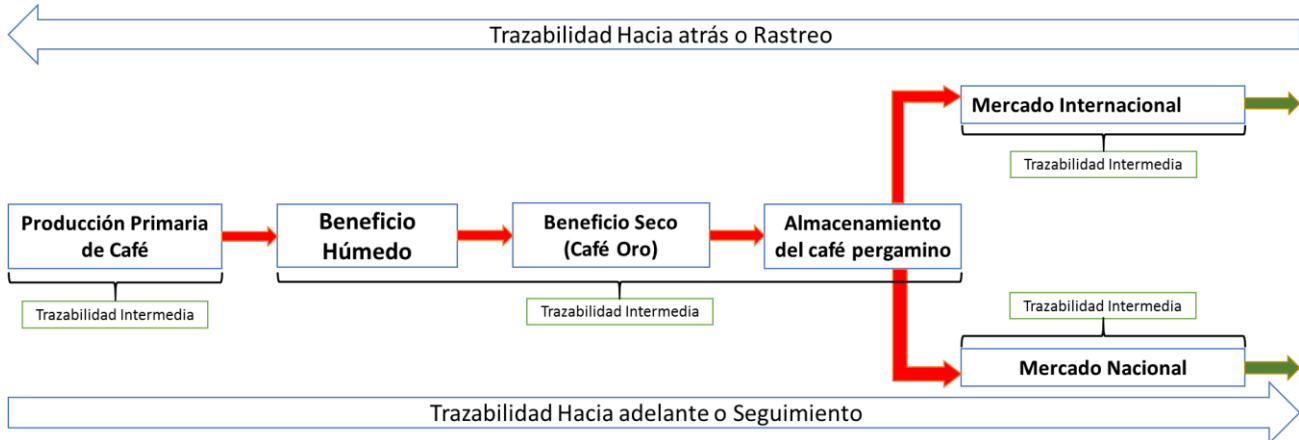 Trazabilidad Hacia atrás o Rastreo
Mercado Internacional
Trazabilidad Intermedia
Producción Primaria
de Café
Beneficio
Húmedo
Beneficio Seco
(Café Oro)
Almacenamiento
del café pergamino
Trazabilidad Intermedia
Trazabilidad Intermedia
Trazabilidad Intermedia
Mercado Nacional
Trazabilidad Hacia adelante o Seguimiento